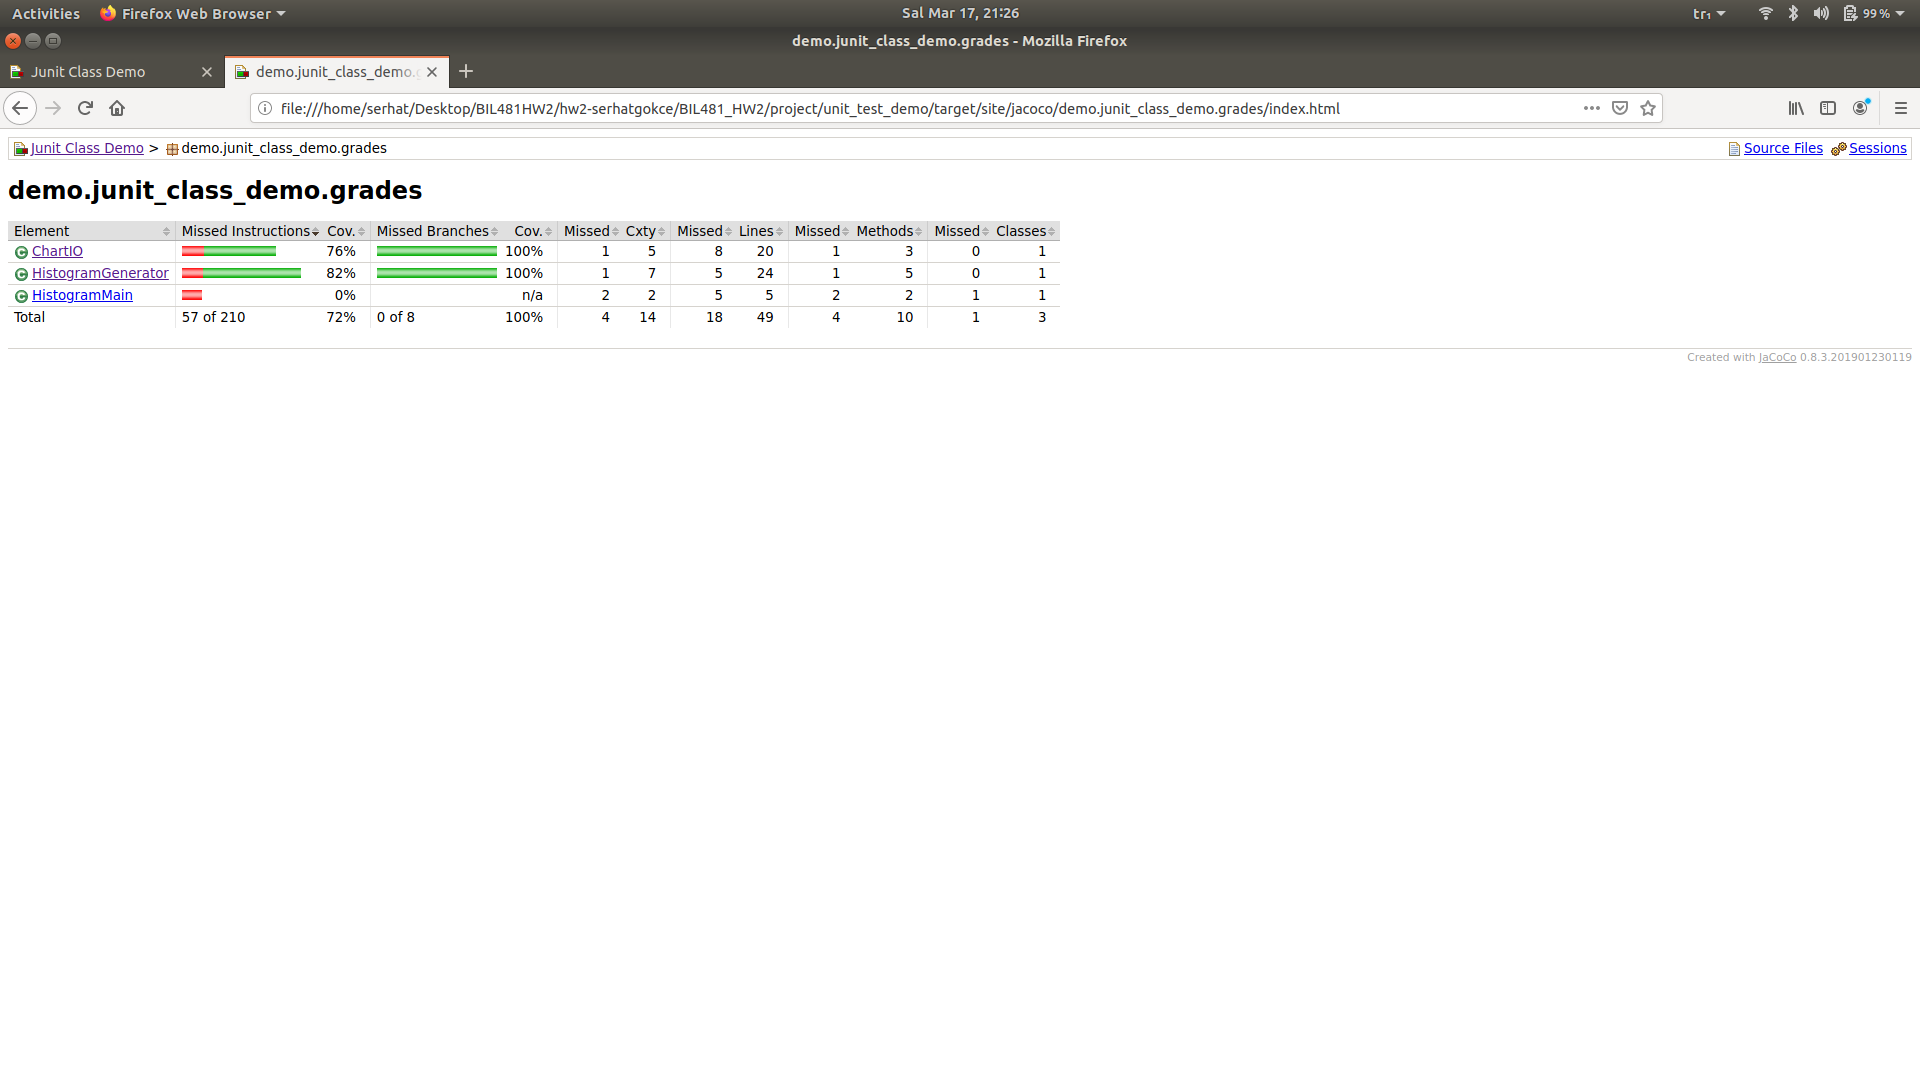 Activities Firefox Web Browser Sal Mar 17, 21:26 tr₁ 99 %
demo.junit_class_demo.grades - Mozilla Firefox
Junit Class Demo demo.junit_class_demo.g
file:///home/serhat/Desktop/BIL481HW2/hw2-serhatgokce/BIL481_HW2/project/unit_test_demo/target/site/jacoco/demo.junit_class_demo.grades/index.html
Junit Class Demo > demo.junit_class_demo.grades Source Files Sessions
demo.junit_class_demo.grades
Element Missed Instructions Cov. Missed Branches Cov. Missed Cxty Missed Lines Missed Methods Missed Classes
ChartIO 76% 100% 1 5 8 20 1 3 0 1
HistogramGenerator 82% 100% 1 7 5 24 1 5 0 1
HistogramMain 0% n/a 2 2 5 5 2 2 1 1
Total 57 of 210 72% 0 of 8 100% 4 14 18 49 4 10 1 3
Created with JaCoCo 0.8.3.201901230119